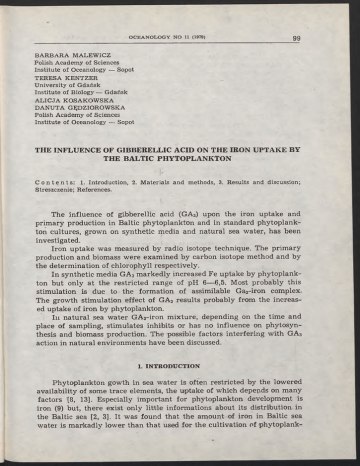 OCEANOLOGY NO 11 (1979)
99
BARBARA MALEWICZ
Polish Academy of Sciences
Institute of Oceanology — Sopot
TERESA KENTZER
University of Gdańsk
Institute of Biology — Gdańsk
ALICJA KOSAKOWSKA
DANUTA GĘDZIOROWSKA
Polish Academy of Sciences
Institute of Oceanology — Sopot
THE INFLUENCE OF GIBBERELLIC ACID ON THE IRON UPTAKE BY
THE BALTIC PHYTOPLANKTON
Contents: 1. Introduction, 2. Materials and methods, 3. Results and discussion;
Streszczenie; References.
The influence of gibberellic acid (GA₃) upon the iron uptake and
primary production in Baltic phytoplankton and in standard phytoplank-
ton cultures, grown on synthetic media and natural sea water, has been
investigated.
Iron uptake was measured by radio isotope technique. The primary
production and biomass were examined by carbon isotope method and by
the determination of chlorophyll respectively.
In synthetic media GA₃ markedly increased Fe uptake by phytoplank-
ton but only at the restricted range of pH 6—6,5. Most probably this
stimulation is due to the formation of assimilable Ga₃-iron complex.
The growth stimulation effect of GA₃ results probably from the increas-
ed uptake of iron by phytoplankton.
In natural sea water GA₃-iron mixture, depending on the time and
place of sampling, stimulates inhibits or has no influence on phytosyn-
thesis and biomass production. The possible factors interfering with GA₃
action in natural environments have been discussed.
1. INTRODUCTION
Phytoplankton gowth in sea water is often restricted by the lowered
availability of some trace elements, the uptake of which depends on many
factors [8, 13]. Especially important for phytoplankton development is
iron (9) but, there exist only little informations about its distribution in
the Baltic sea [2, 3]. It was found that the amount of iron in Baltic sea
water is markadly lower than that used for the cultivation of phytoplank-